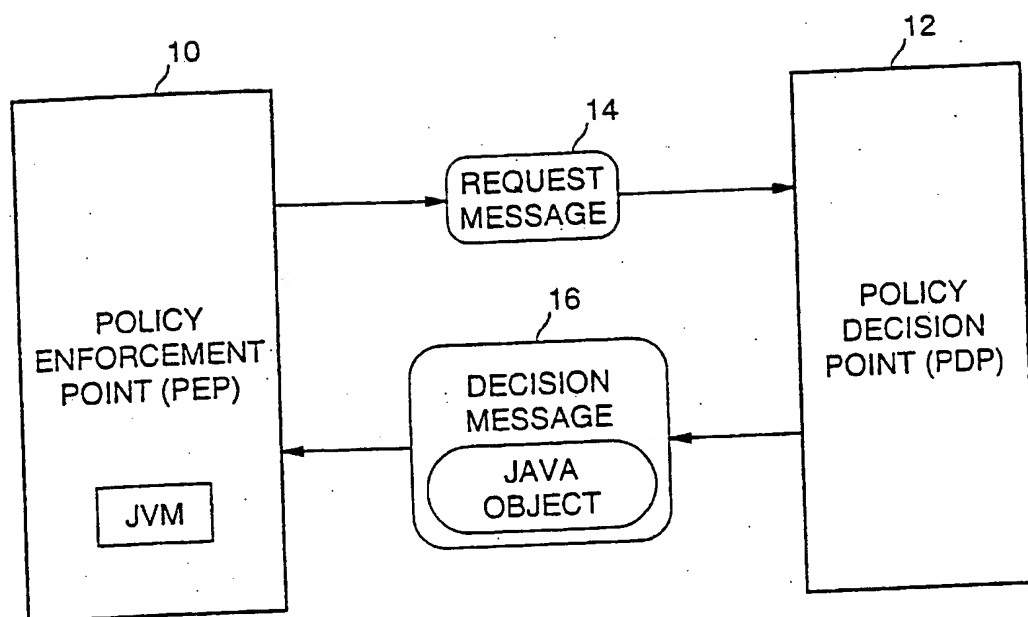 10
12
14
REQUEST
MESSAGE
POLICY
ENFORCEMENT
POINT (PEP)
JVM
16
DECISION
MESSAGE
JAVA
OBJECT
POLICY
DECISION
POINT (PDP)